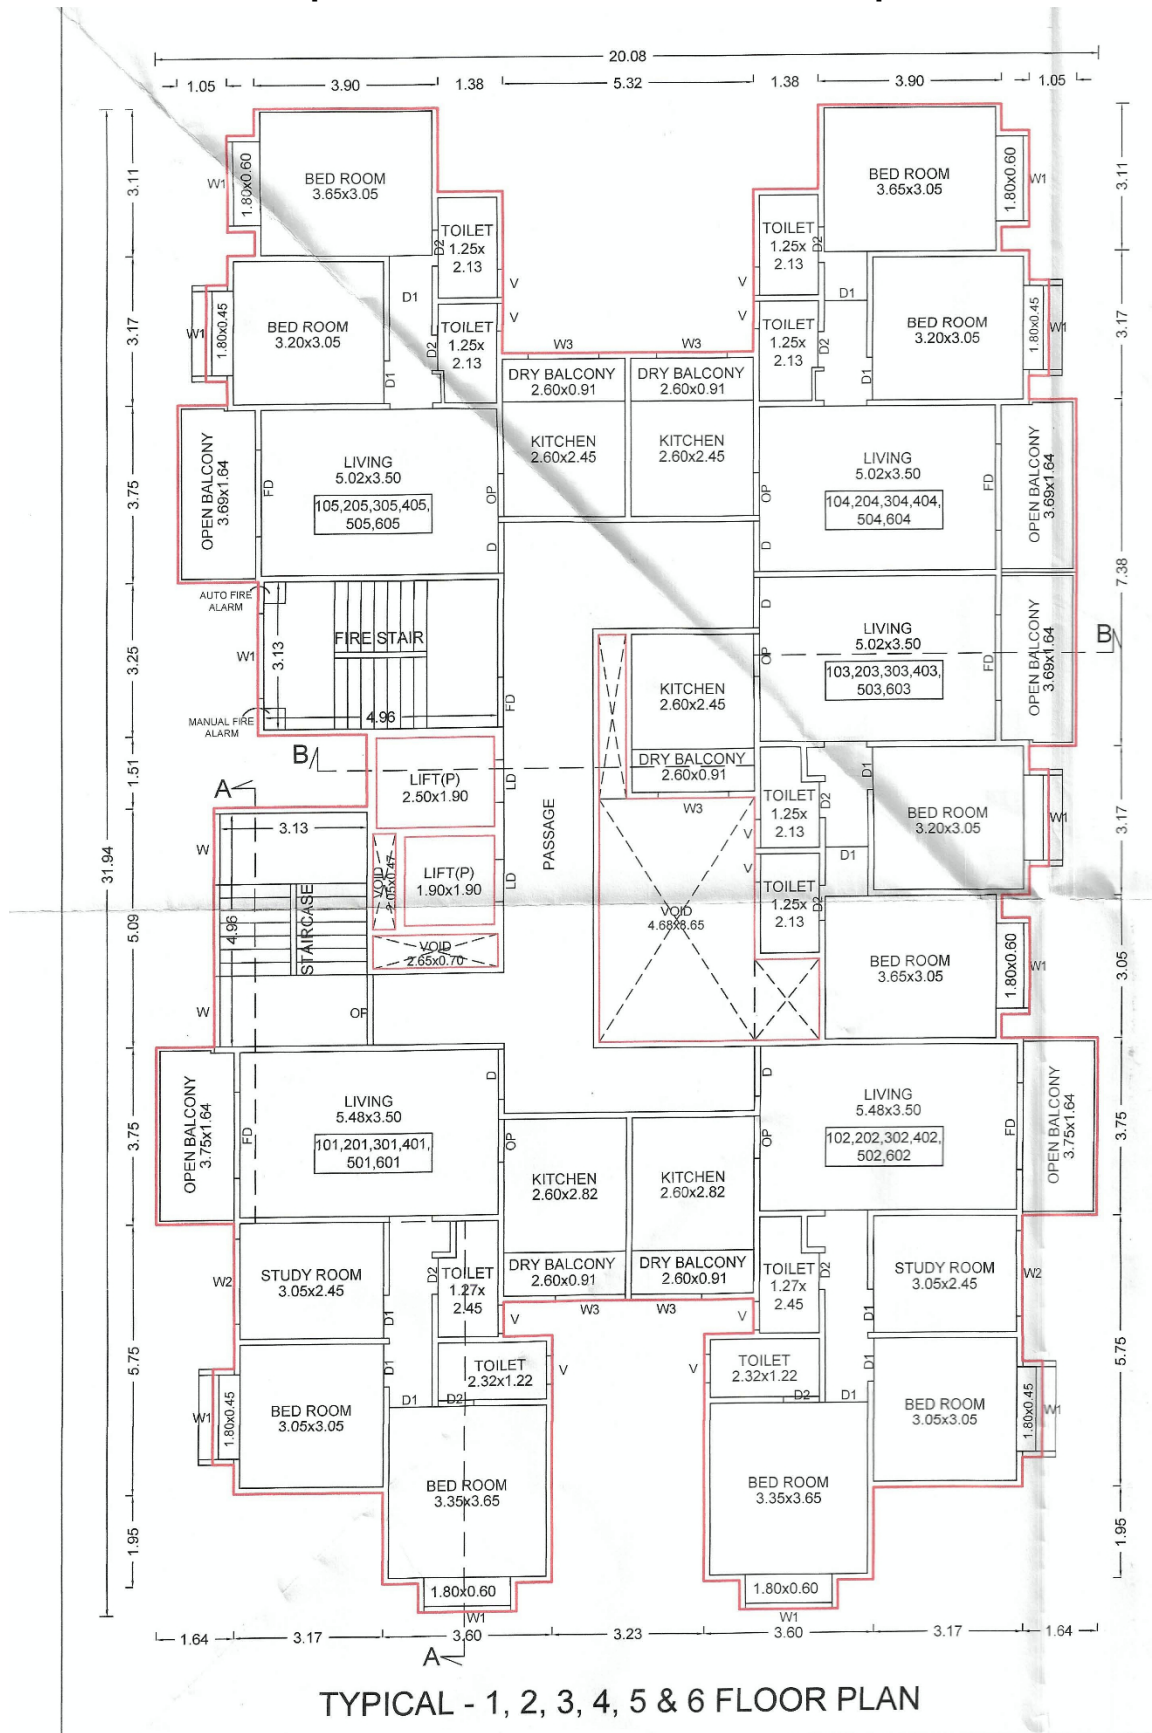 20.08
1.05
3.90
1.38
5.32
1.38
3.90
1.05
3.11
3.17
3.75
3.25
1.51
5.09
3.75
5.75
1.95
31.94
3.11
3.17
7.38
3.17
3.05
3.75
5.75
1.95
BED ROOM
3.65x3.05
W1
1.80x0.60
TOILET
1.25x
2.13
D2
V
BED ROOM
3.65x3.05
1.80x0.60
W1
TOILET
1.25x
2.13
D2
V
BED ROOM
3.20x3.05
W1
1.80x0.45
D1
D1
TOILET
1.25x
2.13
D2
V
W3
W3
DRY BALCONY
2.60x0.91
DRY BALCONY
2.60x0.91
V
TOILET
1.25x
2.13
D2
D1
D1
BED ROOM
3.20x3.05
1.80x0.45
W1
OPEN BALCONY
3.69x1.64
FD
LIVING
5.02x3.50
105,205,305,405,
505,605
OP
D
KITCHEN
2.60x2.45
KITCHEN
2.60x2.45
OP
D
LIVING
5.02x3.50
104,204,304,404,
504,604
FD
OPEN BALCONY
3.69x1.64
AUTO FIRE
ALARM
W1
MANUAL FIRE
ALARM
3.13
FIRE STAIR
4.96
FD
D
OP
LIVING
5.02x3.50
103,203,303,403,
503,603
FD
OPEN BALCONY
3.69x1.64
B
KITCHEN
2.60x2.45
DRY BALCONY
2.60x0.91
W3
B
A
LIFT(P)
2.50x1.90
LD
LIFT(P)
1.90x1.90
LD
PASSAGE
VOID
2.05x0.47
VOID
2.65x0.70
VOID
4.68x8.65
TOILET
1.25x
2.13
D2
V
D1
D1
BED ROOM
3.20x3.05
W1
V
TOILET
1.25x
2.13
D2
BED ROOM
3.65x3.05
1.80x0.60
W1
W
3.13
4.96
STAIRCASE
W
OP
OPEN BALCONY
3.75x1.64
FD
LIVING
5.48x3.50
101,201,301,401,
501,601
D
OP
KITCHEN
2.60x2.82
KITCHEN
2.60x2.82
D
OP
LIVING
5.48x3.50
102,202,302,402,
502,602
FD
OPEN BALCONY
3.75x1.64
W2
STUDY ROOM
3.05x2.45
D1
D2
TOILET
1.27x
2.45
V
DRY BALCONY
2.60x0.91
DRY BALCONY
2.60x0.91
W3
W3
V
TOILET
1.27x
2.45
D2
D1
STUDY ROOM
3.05x2.45
W2
W1
1.80x0.45
BED ROOM
3.05x3.05
D1
D1
D2
TOILET
2.32x1.22
V
V
TOILET
2.32x1.22
D2
D1
D1
BED ROOM
3.05x3.05
1.80x0.45
W1
BED ROOM
3.35x3.65
1.80x0.60
W1
BED ROOM
3.35x3.65
1.80x0.60
W1
1.64
3.17
3.60
3.23
3.60
3.17
1.64
A
TYPICAL - 1, 2, 3, 4, 5 & 6 FLOOR PLAN